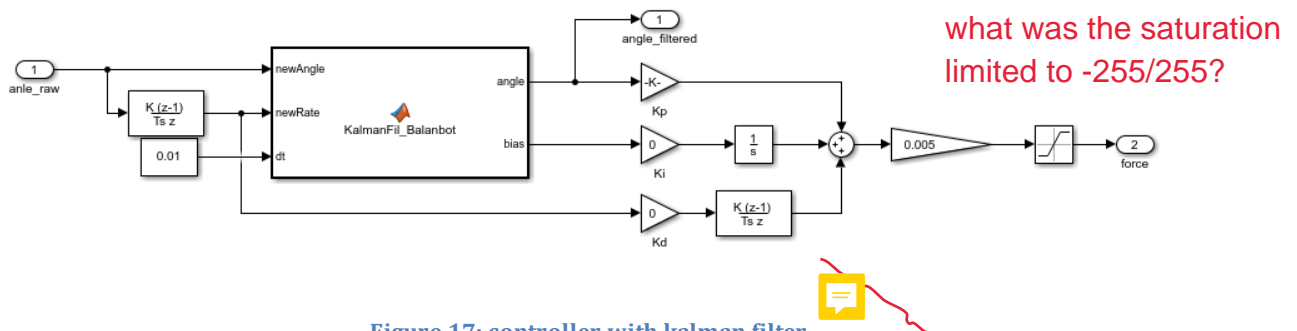 1
angle_filtered
what was the saturation
limited to -255/255?
1
anle_raw
newAngle
angle
-K-
Kp
K (z-1)
Ts z
newRate
KalmanFil_Balanbot
0.01
dt
bias
0
Ki
1
s
+
+
+
0.005
2
force
0
Kd
K (z-1)
Ts z
Figure 17: controller with kalman filter